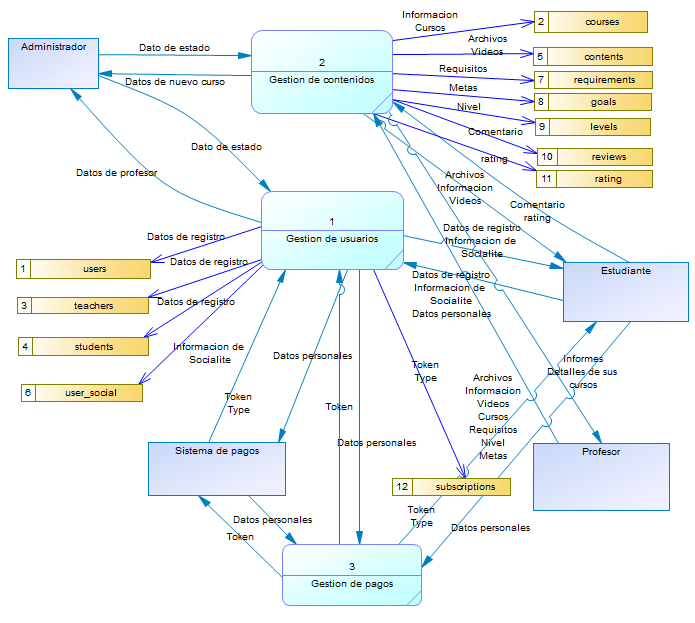 Informacion
Cursos
2 courses
Administrador
Dato de estado
2
Gestion de contenidos
Archivos
Videos
5 contents
Datos de nuevo curso
Requisitos
7 requirements
Metas
8 goals
Nivel
9 levels
Comentario
10 reviews
Dato de estado
rating
11 rating
Datos de profesor
Archivos
Informacion
Videos
Comentario
rating
1
Gestion de usuarios
Datos de registro
Datos de registro
Informacion de
Socialite
1 users
Datos de registro
Estudiante
Datos de registro
Informacion de
Socialite
Datos personales
3 teachers
Datos de registro
4 students
Informacion de
Socialite
Datos personales
Informes
Detalles de sus
cursos
6 user_social
Token
Type
Token
Type
Archivos
Informacion
Videos
Cursos
Requisitos
Nivel
Metas
Token
Datos personales
Sistema de pagos
Profesor
12 subscriptions
Datos personales
Token
Type
Datos personales
Token
3
Gestion de pagos